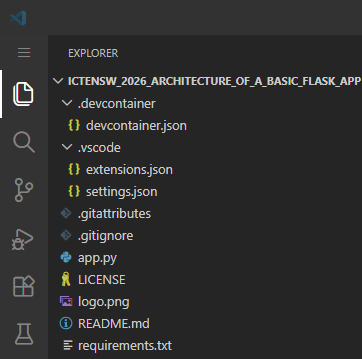 EXPLORER
ICTENSW_2026_ARCHITECTURE_OF_A_BASIC_FLASK_APP
.devcontainer
{ } devcontainer.json
.vscode
{ } extensions.json
{ } settings.json
.gitattributes
.gitignore
app.py
LICENSE
logo.png
README.md
requirements.txt